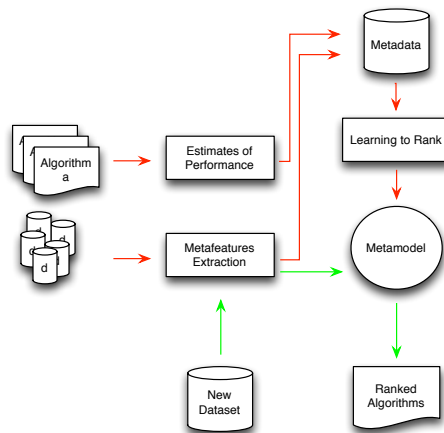 Metadata
Learning to Rank
Estimates of
Performance
A
A
Algorithm
a
Metafeatures
Extraction
Metamodel
d
d
d
d
d
New
Dataset
Ranked
Algorithms